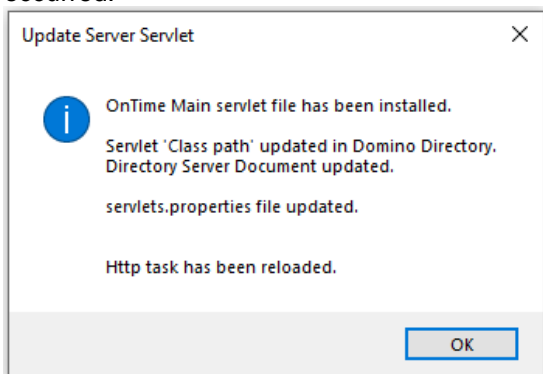 Update Server Servlet
OnTime Main servlet file has been installed.
Servlet 'Class path' updated in Domino Directory.
Directory Server Document updated.
servlets.properties file updated.
Http task has been reloaded.
OK